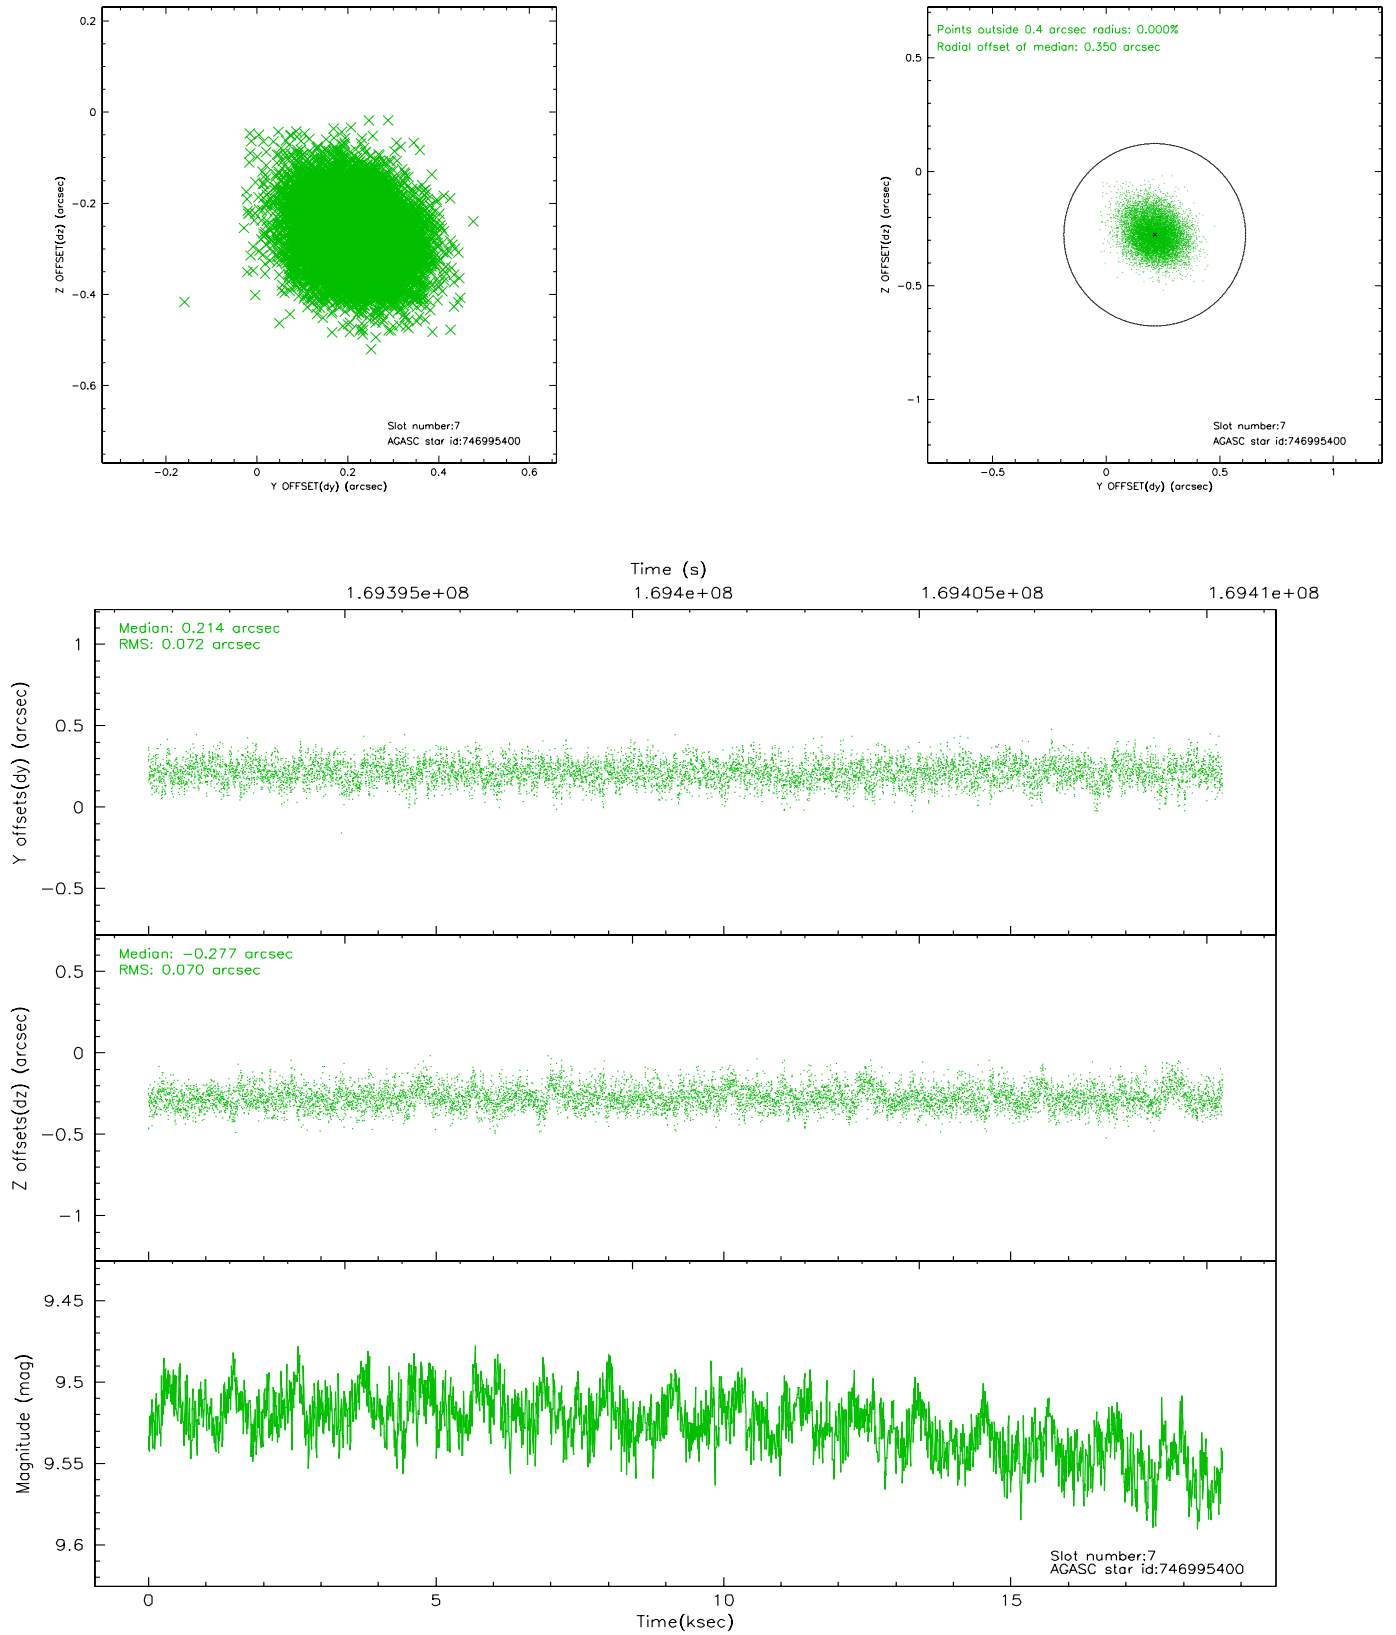 0.2
0
−0.2
−0.4
−0.6
Z OFFSET(dz) (arcsec)
Slot number:7
AGASC star id:746995400
−0.2 0 0.2 0.4 0.6
Y OFFSET(dy) (arcsec)
Points outside 0.4 arcsec radius: 0.000%
Radial offset of median: 0.350 arcsec
0.5
0
−0.5
−1
Z OFFSET(dz) (arcsec)
Slot number:7
AGASC star id:746995400
−0.5 0 0.5 1
Y OFFSET(dy) (arcsec)
Time (s)
1.69395e+08 1.694e+08 1.69405e+08 1.6941e+08
Median: 0.214 arcsec
RMS: 0.072 arcsec
1
0.5
0
−0.5
Y offsets(dy) (arcsec)
Median: −0.277 arcsec
RMS: 0.070 arcsec
0.5
0
−0.5
−1
Z offsets(dz) (arcsec)
9.45
9.5
9.55
9.6
Magnitude (mag)
Slot number:7
AGASC star id:746995400
0 5 10 15
Time(ksec)